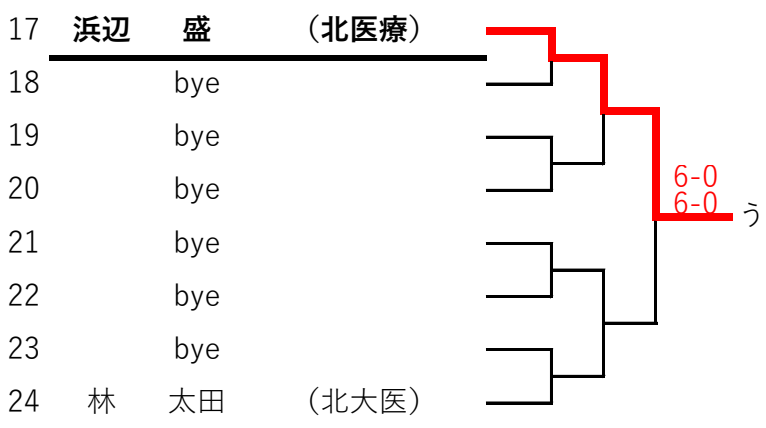 17 浜辺 盛 （北医療）
18 bye
19 bye
20 bye
6-0
6-0
う
21 bye
22 bye
23 bye
24 林 太田 （北大医）